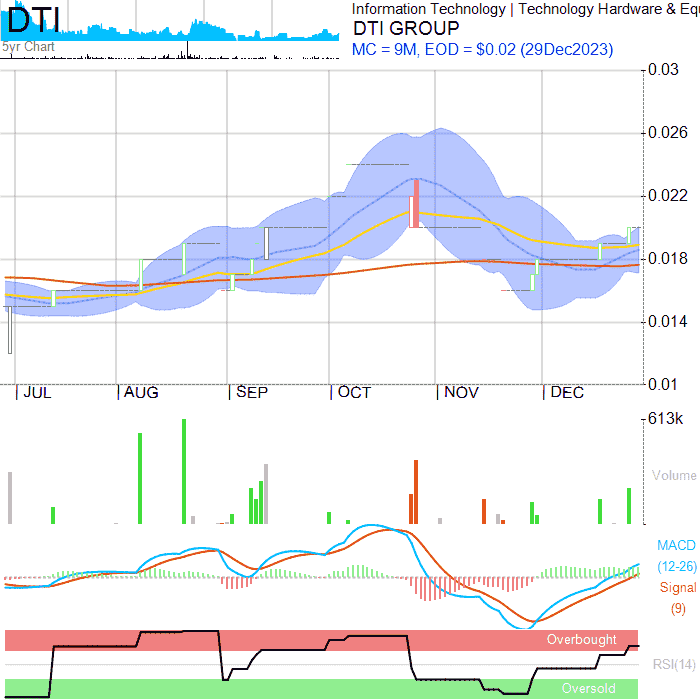 DTI
5yr Chart
Information Technology | Technology Hardware & Equ
DTI GROUP
MC = 9M, EOD = $0.02 (29Dec2023)
0.03
0.026
0.022
0.018
0.014
0.01
JUL AUG SEP OCT NOV DEC
613k
Volume
MACD
(12-26)
Signal
(9)
Overbought
RSI(14)
Oversold